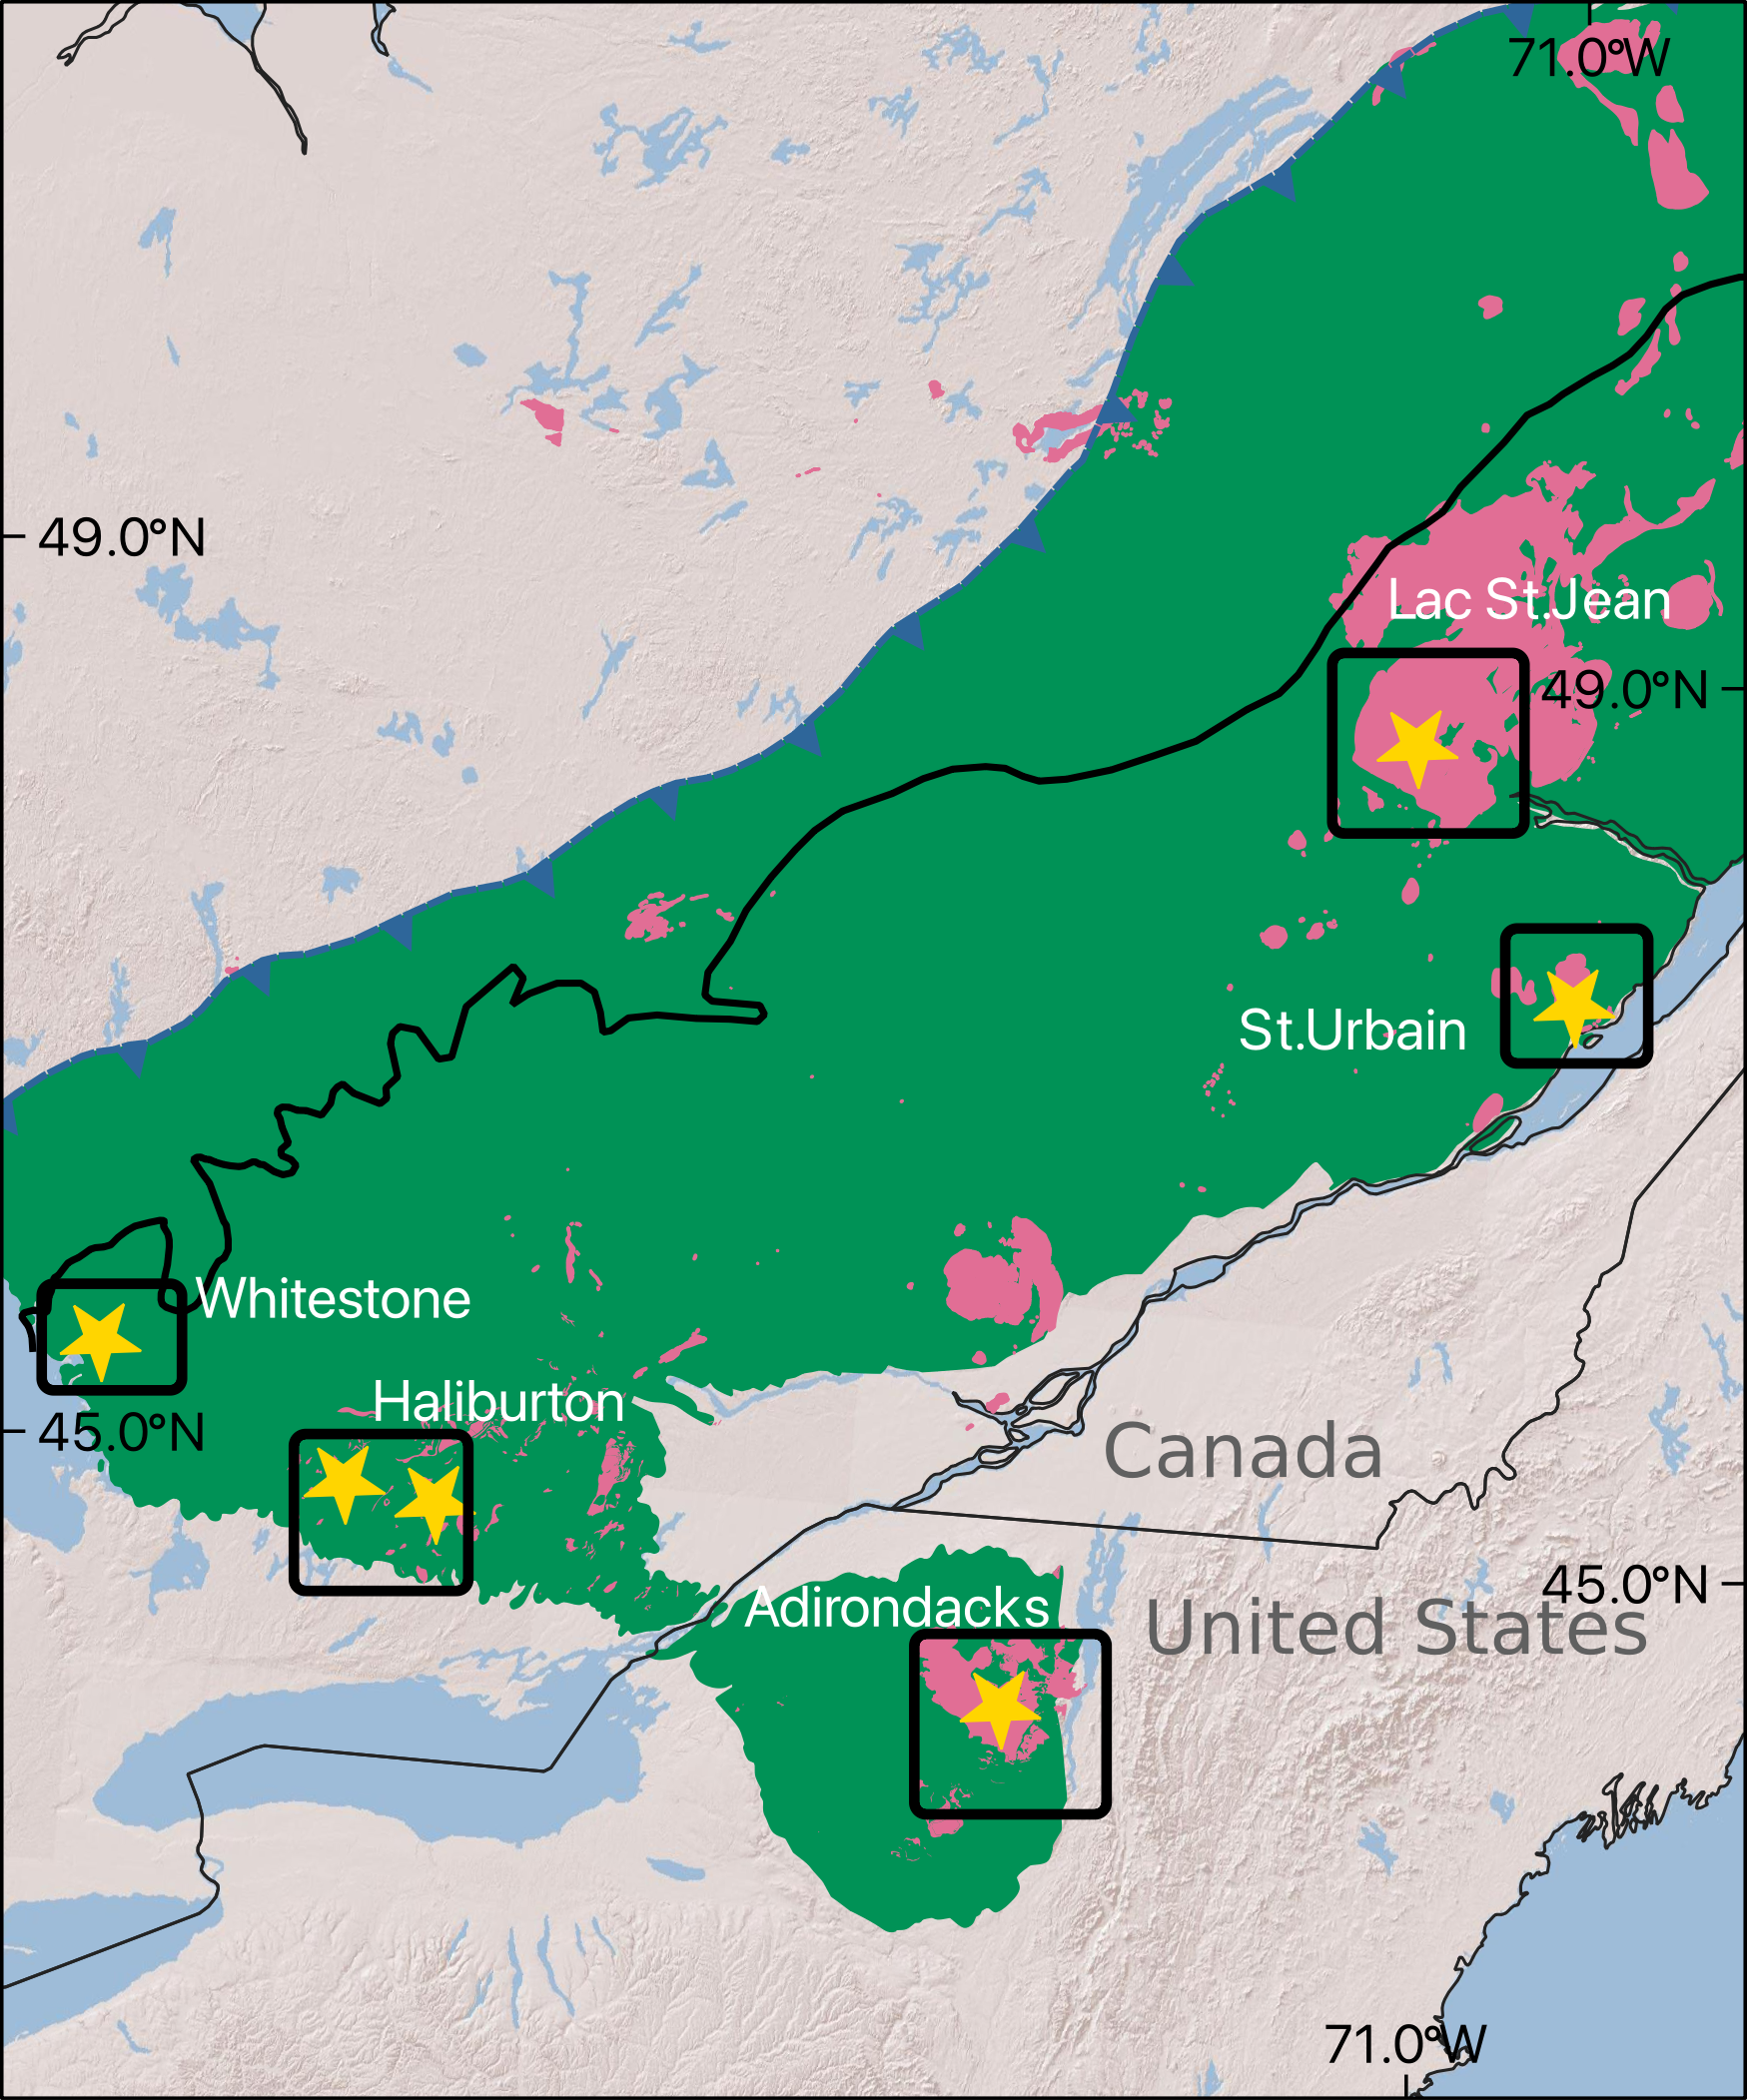 71.0°W
49.0°N
Lac St.Jean
49.0°N
St.Urbain
Whitestone
Haliburton
45.0°N
Canada
45.0°N
Adirondacks
United States
71.0°W